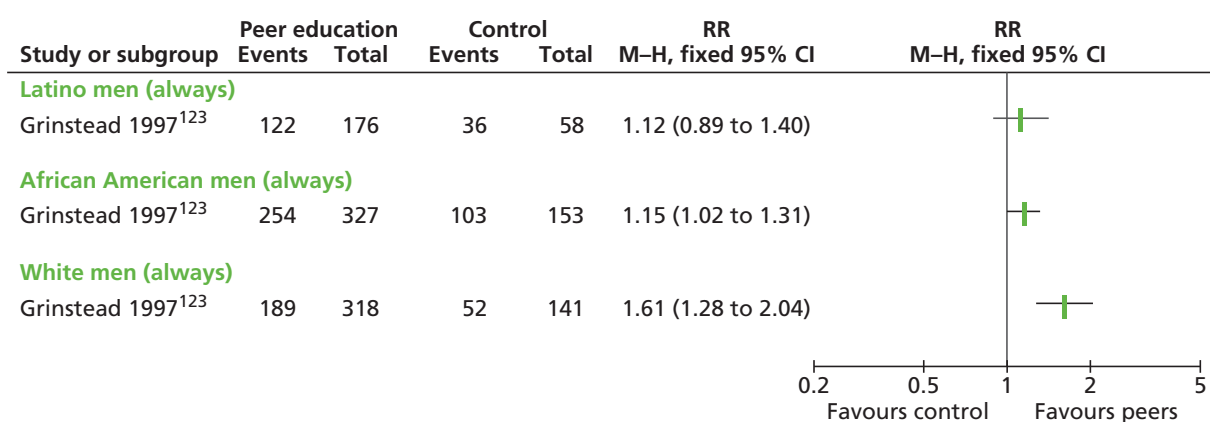 Peer education Control RR RR
Study or subgroup Events Total Events Total M–H, fixed 95% CI M–H, fixed 95% CI
Latino men (always)
Grinstead 1997¹²³ 122 176 36 58 1.12 (0.89 to 1.40)
African American men (always)
Grinstead 1997¹²³ 254 327 103 153 1.15 (1.02 to 1.31)
White men (always)
Grinstead 1997¹²³ 189 318 52 141 1.61 (1.28 to 2.04)
0.2 0.5 1 2 5
Favours control Favours peers